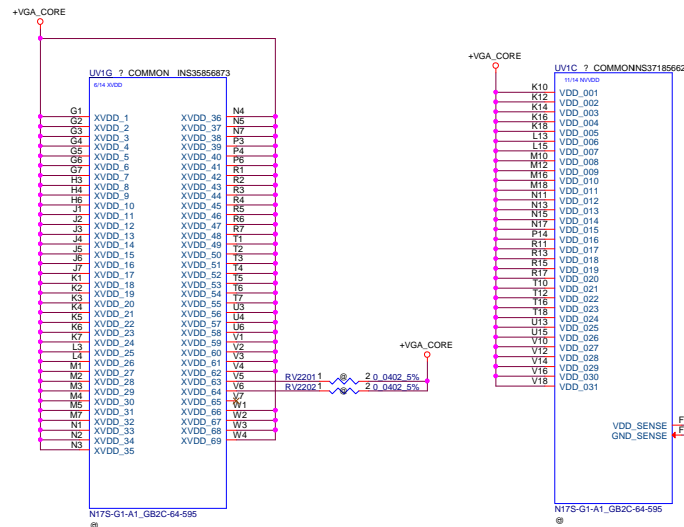 +VGA_CORE
UV1G ? COMMON INS35856873
6/14 XVDD
G1 XVDD_1 XVDD_36 N4
G2 XVDD_2 XVDD_37 N5
G3 XVDD_3 XVDD_38 N7
G4 XVDD_4 XVDD_39 P3
G5 XVDD_5 XVDD_40 P4
G6 XVDD_6 XVDD_41 P6
G7 XVDD_7 XVDD_42 R1
H3 XVDD_8 XVDD_43 R2
H4 XVDD_9 XVDD_44 R3
H6 XVDD_10 XVDD_45 R4
J1 XVDD_11 XVDD_46 R5
J2 XVDD_12 XVDD_47 R6
J3 XVDD_13 XVDD_48 R7
J4 XVDD_14 XVDD_49 T1
J5 XVDD_15 XVDD_50 T2
J6 XVDD_16 XVDD_51 T3
J7 XVDD_17 XVDD_52 T4
K1 XVDD_18 XVDD_53 T5
K2 XVDD_19 XVDD_54 T6
K3 XVDD_20 XVDD_55 T7
K4 XVDD_21 XVDD_56 U3
K5 XVDD_22 XVDD_57 U4
K6 XVDD_23 XVDD_58 U6
K7 XVDD_24 XVDD_59 V1
L3 XVDD_25 XVDD_60 V2
L4 XVDD_26 XVDD_61 V3
M1 XVDD_27 XVDD_62 V4
M2 XVDD_28 XVDD_63 V5
M3 XVDD_29 XVDD_64 V6
M4 XVDD_30 XVDD_65 V7
M5 XVDD_31 XVDD_66 W1
M7 XVDD_32 XVDD_67 W2
N1 XVDD_33 XVDD_68 W3
N2 XVDD_34 XVDD_69 W4
N3 XVDD_35
N17S-G1-A1_GB2C-64-595
@
+VGA_CORE
RV2201 1 @ 2 0_0402_5%
RV2202 1 @ 2 0_0402_5%
+VGA_CORE
UV1C ? COMMON INS37185662
11/14 NVVDD
K10 VDD_001
K12 VDD_002
K14 VDD_003
K16 VDD_004
K18 VDD_005
L13 VDD_006
L15 VDD_007
M10 VDD_008
M12 VDD_009
M16 VDD_010
M18 VDD_011
N11 VDD_012
N13 VDD_013
N15 VDD_014
N17 VDD_015
P14 VDD_016
R11 VDD_017
R13 VDD_018
R15 VDD_019
R17 VDD_020
T10 VDD_021
T12 VDD_022
T16 VDD_023
T18 VDD_024
U13 VDD_025
U15 VDD_026
V10 VDD_027
V12 VDD_028
V14 VDD_029
V16 VDD_030
V18 VDD_031
VDD_SENSE F
GND_SENSE F
N17S-G1-A1_GB2C-64-595
@